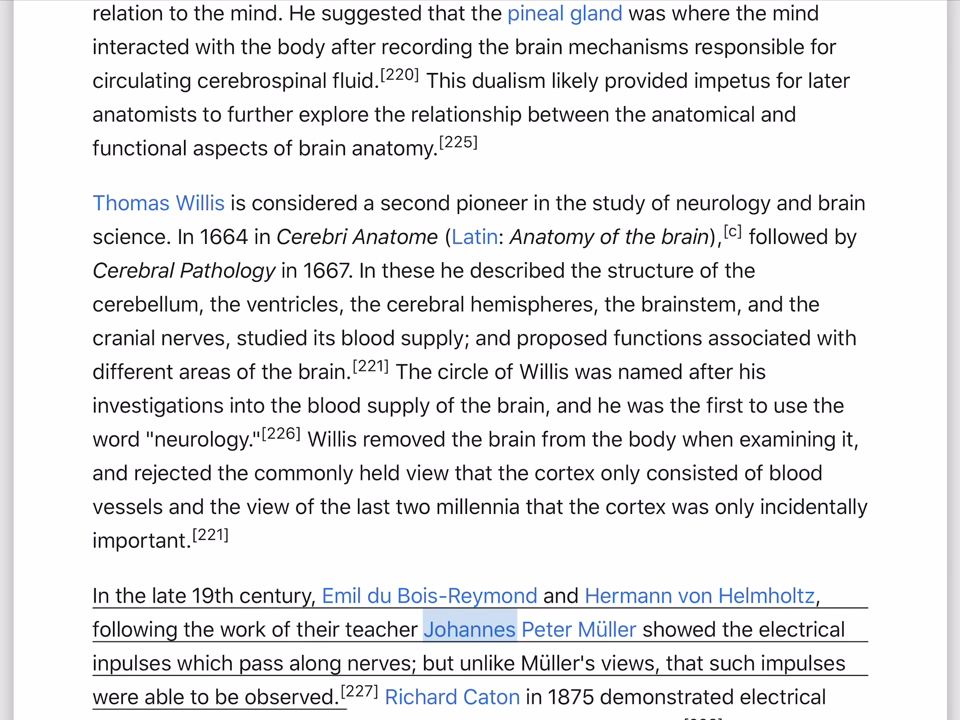 relation to the mind. He suggested that the pineal gland was where the mind
interacted with the body after recording the brain mechanisms responsible for
circulating cerebrospinal fluid.[220] This dualism likely provided impetus for later
anatomists to further explore the relationship between the anatomical and
functional aspects of brain anatomy.[225]
Thomas Willis is considered a second pioneer in the study of neurology and brain
science. In 1664 in Cerebri Anatome (Latin: Anatomy of the brain),[c] followed by
Cerebral Pathology in 1667. In these he described the structure of the
cerebellum, the ventricles, the cerebral hemispheres, the brainstem, and the
cranial nerves, studied its blood supply; and proposed functions associated with
different areas of the brain.[221] The circle of Willis was named after his
investigations into the blood supply of the brain, and he was the first to use the
word "neurology."[226] Willis removed the brain from the body when examining it,
and rejected the commonly held view that the cortex only consisted of blood
vessels and the view of the last two millennia that the cortex was only incidentally
important.[221]
In the late 19th century, Emil du Bois-Reymond and Hermann von Helmholtz,
following the work of their teacher Johannes Peter Müller showed the electrical
inpulses which pass along nerves; but unlike Müller's views, that such impulses
were able to be observed.[227] Richard Caton in 1875 demonstrated electrical